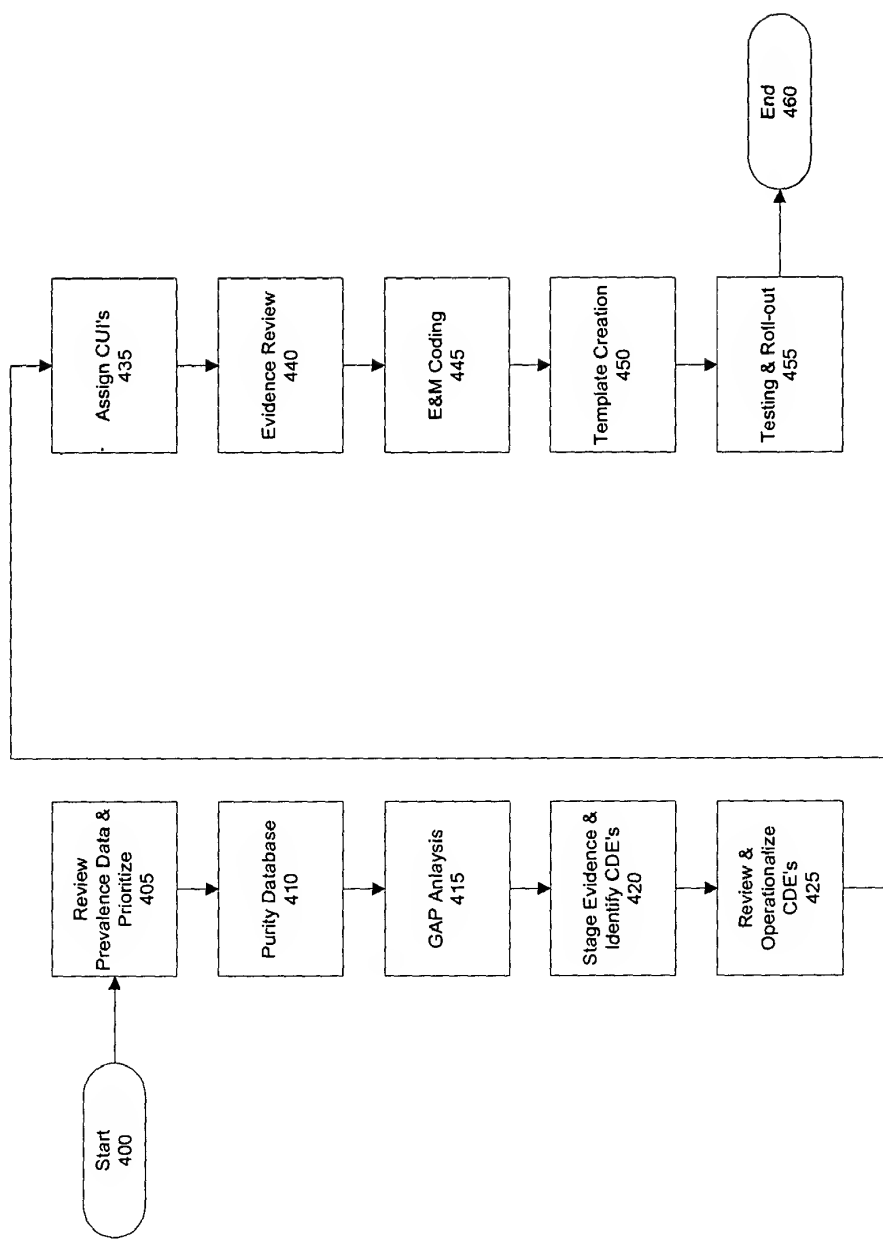 Start
400
Review
Prevalence Data &
Prioritize
405
Purity Database
410
GAP Anlaysis
415
Stage Evidence &
Identify CDE's
420
Review &
Operationalize
CDE's
425
Assign CUI's
435
Evidence Review
440
E&M Coding
445
Template Creation
450
Testing & Roll-out
455
End
460